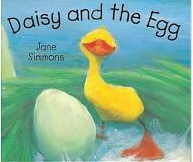 Daisy and the Egg
Jane
Simmons